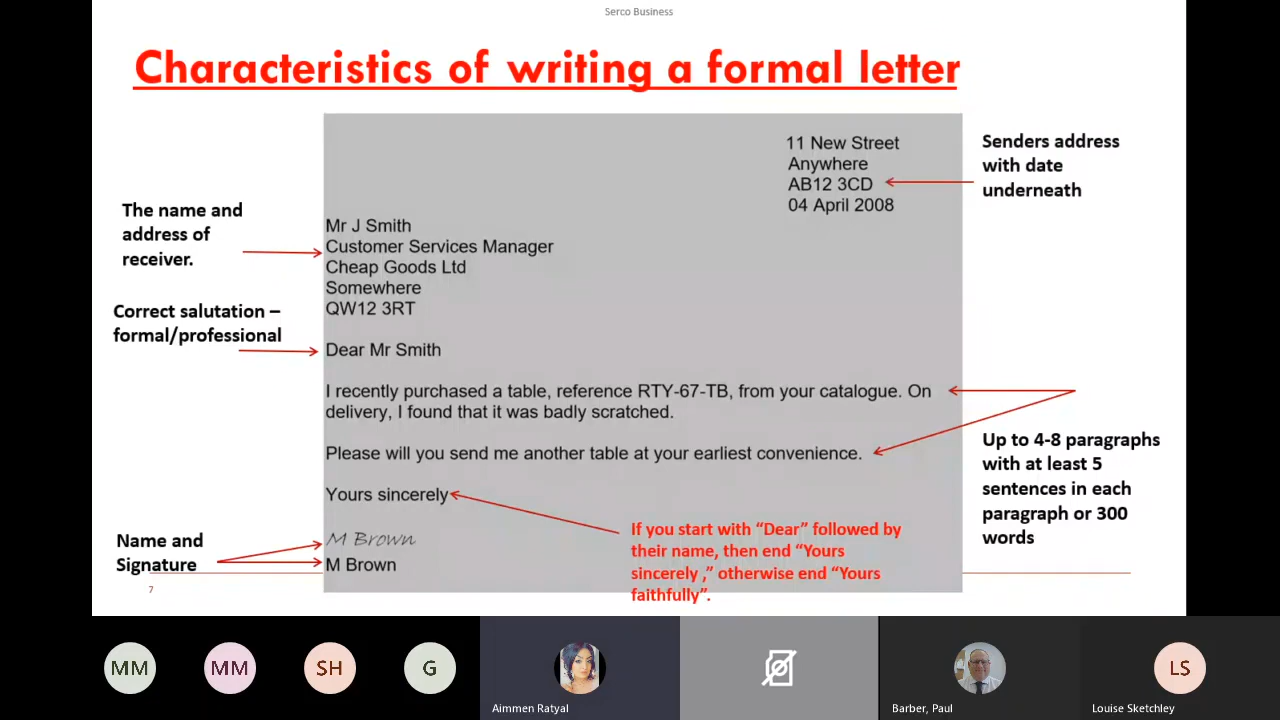 Serco Business
Characteristics of writing a formal letter
11 New Street
Anywhere
AB12 3CD
04 April 2008
Senders address
with date
underneath
The name and
address of
receiver.
Mr J Smith
Customer Services Manager
Cheap Goods Ltd
Somewhere
QW12 3RT
Correct salutation –
formal/professional
Dear Mr Smith
I recently purchased a table, reference RTY-67-TB, from your catalogue. On
delivery, I found that it was badly scratched.
Please will you send me another table at your earliest convenience.
Up to 4-8 paragraphs
with at least 5
sentences in each
paragraph or 300
words
Yours sincerely
If you start with “Dear” followed by
their name, then end “Yours
sincerely ,” otherwise end “Yours
faithfully”.
Name and
Signature
M Brown
M Brown
7
MM
MM
SH
G
Aimmen Ratyal
Barber, Paul
LS
Louise Sketchley